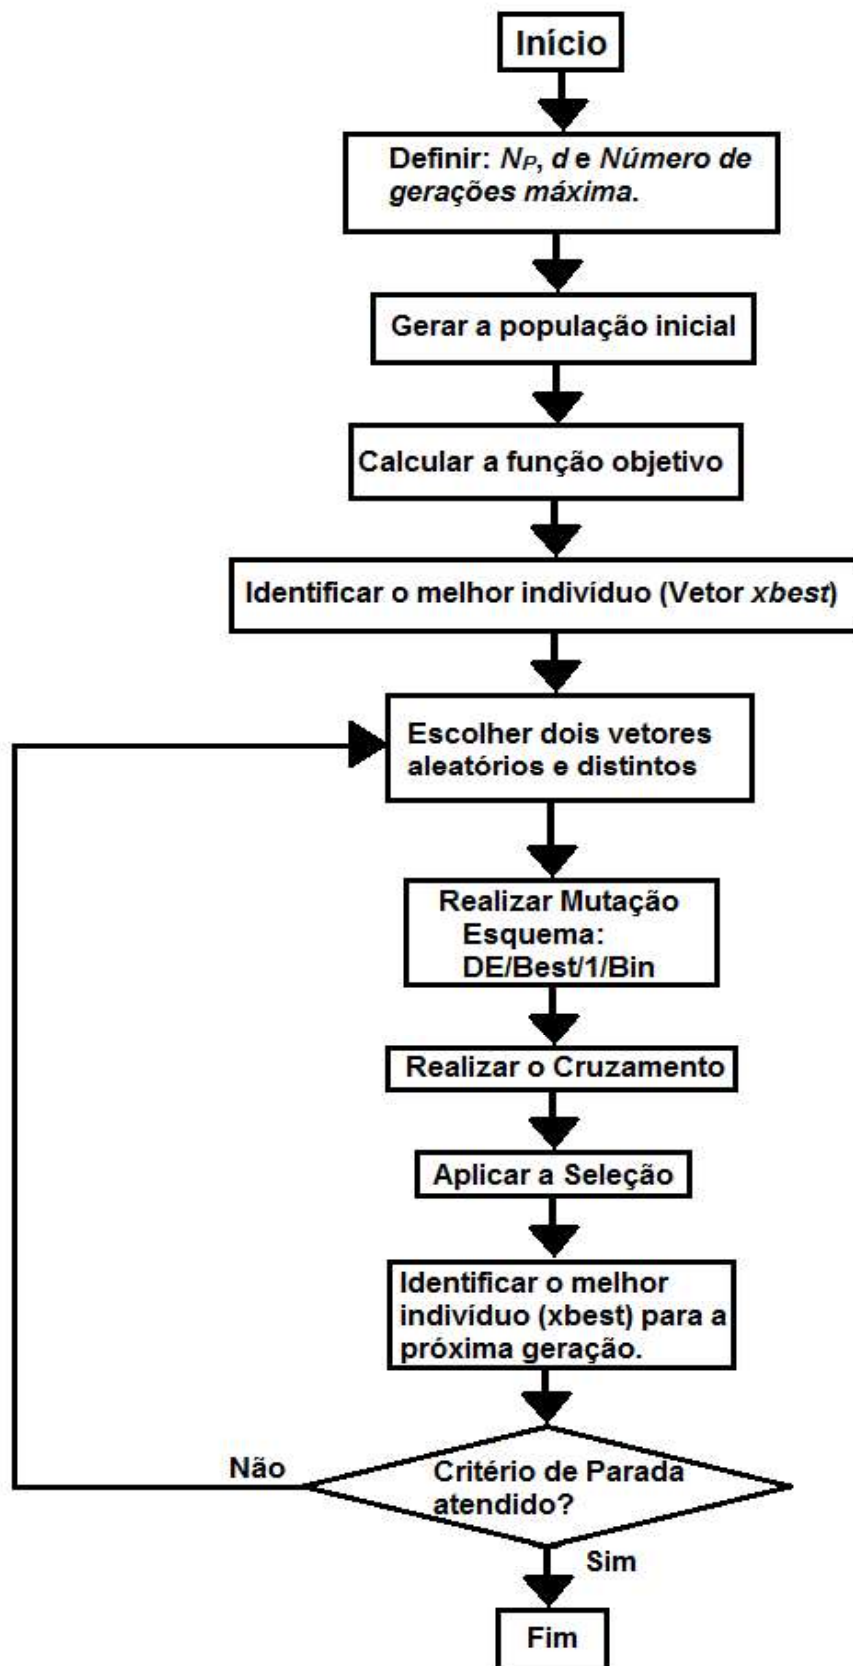 Início
Definir: NP, d e Número de
gerações máxima.
Gerar a população inicial
Calcular a função objetivo
Identificar o melhor indivíduo (Vetor xbest)
Escolher dois vetores
aleatórios e distintos
Realizar Mutação
Esquema:
DE/Best/1/Bin
Realizar o Cruzamento
Aplicar a Seleção
Identificar o melhor
indivíduo (xbest) para a
próxima geração.
Não
Critério de Parada
atendido?
Sim
Fim